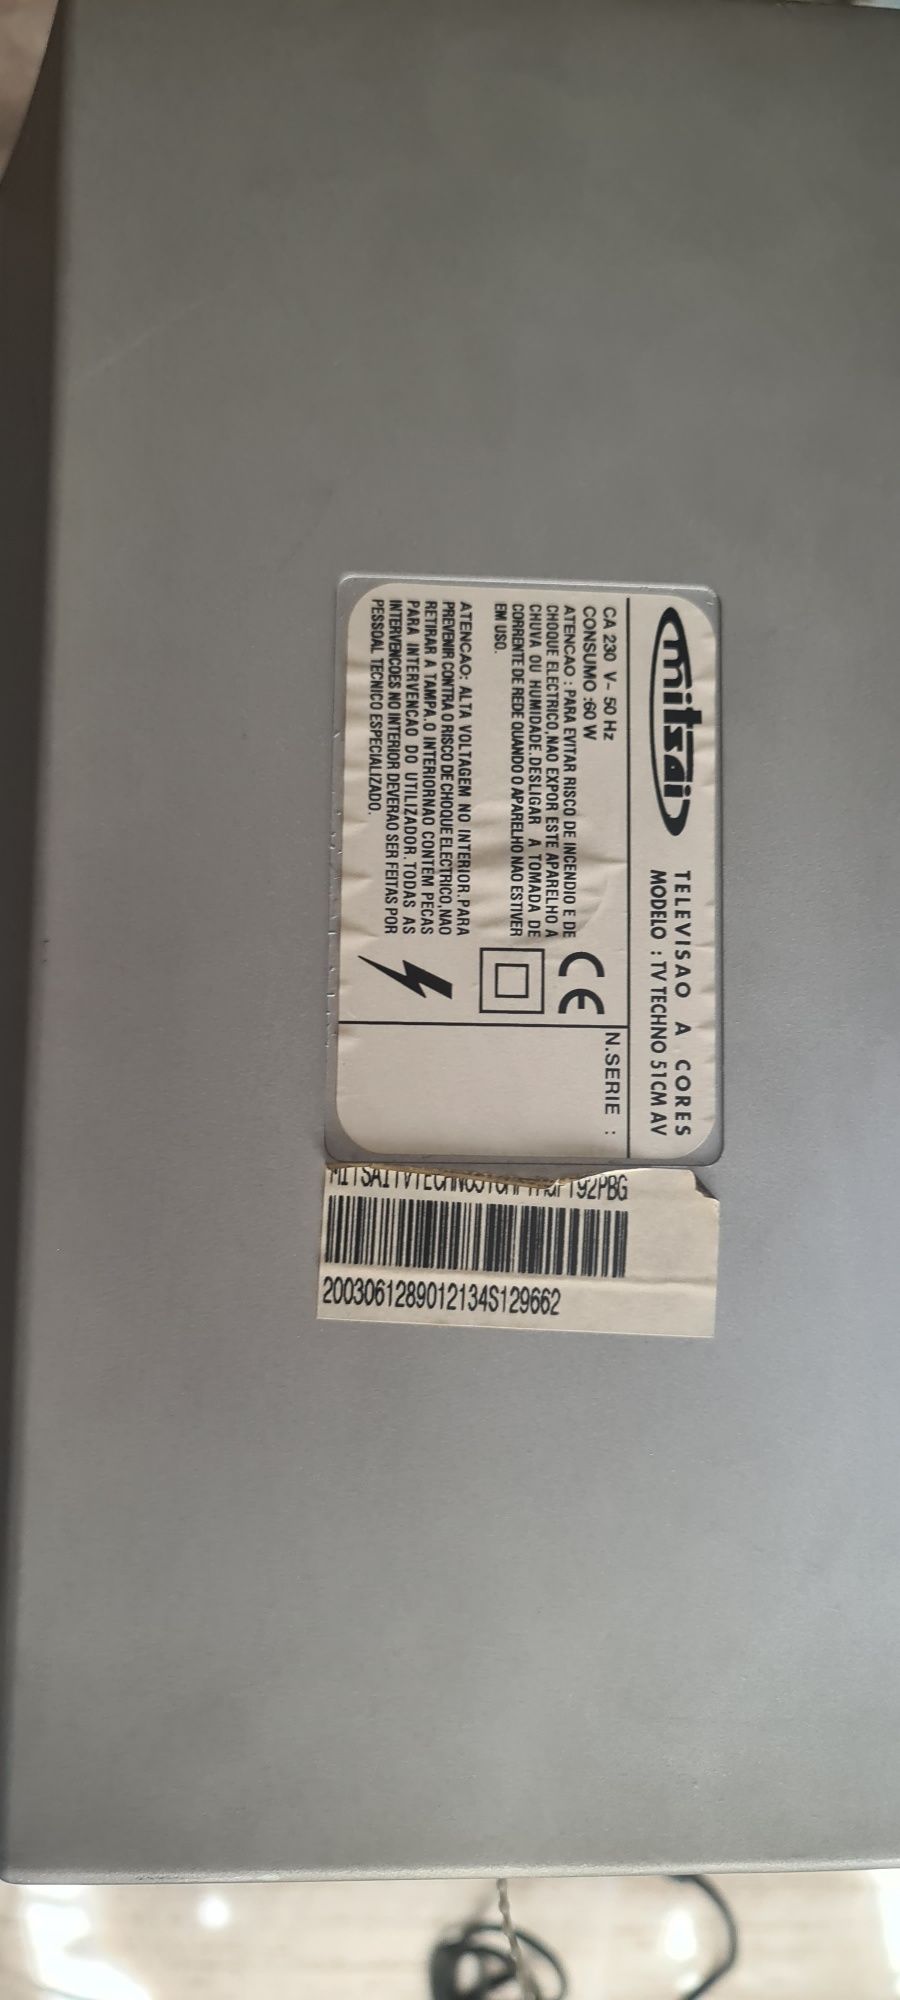 mitsai
TELEVISAO A CORES
MODELO : TV TECHNO 51CM AV
CA 230 V~ 50 Hz
CONSUMO :60 W
ATENCAO : PARA EVITAR RISCO DE INCENDIO E DE
CHOQUE ELECTRICO,NAO EXPOR ESTE APARELHO A
CHUVA OU HUMIDADE.DESLIGAR A TOMADA DE
CORRENTE DE REDE QUANDO O APARELHO NAO ESTIVER
EM USO.
ATENCAO: ALTA VOLTAGEM NO INTERIOR.PARA
PREVENIR CONTRA O RISCO DE CHOQUE ELECTRICO,NAO
RETIRAR A TAMPA.O INTERIORNAO CONTEM PECAS
PARA INTERVENCAO DO UTILIZADOR.TODAS AS
INTERVENCOES NO INTERIOR DEVERAO SER FEITAS POR
PESSOAL TECNICO ESPECIALIZADO.
CE
N.SERIE :
2003061289012134S129662